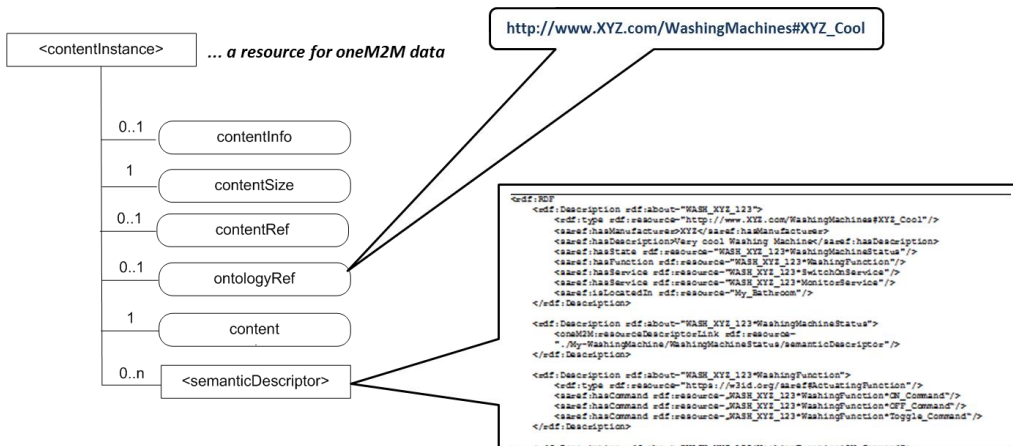 http://www.XYZ.com/WashingMachines#XYZ_Cool
<contentInstance>
... a resource for oneM2M data
0..1
contentInfo
1
contentSize
0..1
contentRef
0..1
ontologyRef
1
content
0..n
<semanticDescriptor>
<rdf:RDF
<rdf:Description rdf:about="WASH_XYZ_123">
<rdf:type rdf:resource="http://www.XYZ.com/WashingMachines#XYZ_Cool"/>
<saref:hasManufacturer>XYZ</saref:hasManufacturer>
<saref:hasDescription>Very cool Washing Machine</saref:hasDescription>
<saref:hasState rdf:resource="WASH_XYZ_123*WashingMachineStatus"/>
<saref:hasFunction rdf:resource="WASH_XYZ_123*WashingFunction"/>
<saref:hasService rdf:resource="WASH_XYZ_123*SwitchOnService"/>
<saref:hasService rdf:resource="WASH_XYZ_123*MonitorService"/>
<saref:isLocatedIn rdf:resource="My_Bathroom"/>
</rdf:Description>
<rdf:Description rdf:about="WASH_XYZ_123*WashingMachineStatus">
<oneM2M:resourceDescriptorLink rdf:resource-
"./My-WashingMachine/WashingMachineStatus/semanticDescriptor"/>
</rdf:Description>
<rdf:Description rdf:about="WASH_XYZ_123*WashingFunction">
<rdf:type rdf:resource="https://w3id.org/saref#ActuatingFunction"/>
<saref:hasCommand rdf:resource=„WASH_XYZ_123*WashingFunction*ON_Command“/>
<saref:hasCommand rdf:resource=„WASH_XYZ_123*WashingFunction*OFF_Command“/>
<saref:hasCommand rdf:resource=„WASH_XYZ_123*WashingFunction*Toggle_Command“/>
</rdf:Description>